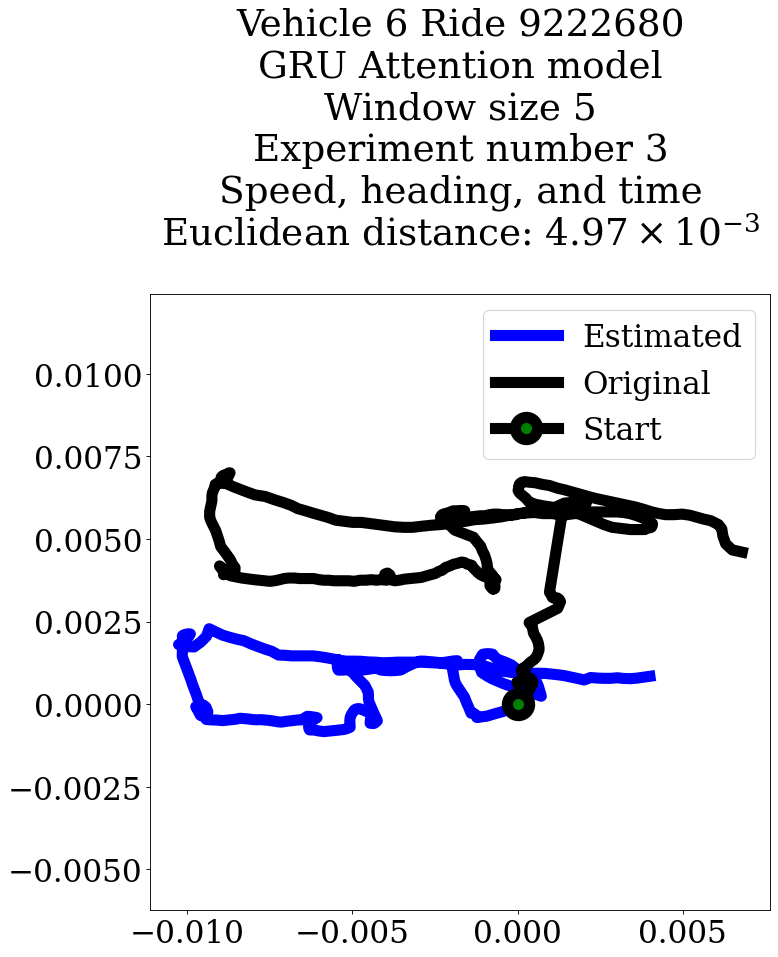 Vehicle 6 Ride 9222680
GRU Attention model
Window size 5
Experiment number 3
Speed, heading, and time
Euclidean distance: 4.97 × 10⁻³
Estimated
Original
Start
0.0100
0.0075
0.0050
0.0025
0.0000
−0.0025
−0.0050
−0.010 −0.005 0.000 0.005